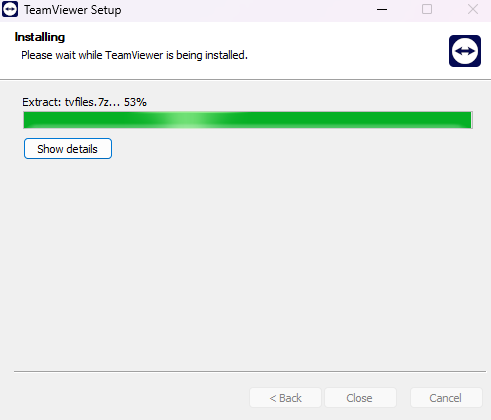 TeamViewer Setup
Installing
Please wait while TeamViewer is being installed.
Extract: tvfiles.7z... 53%
Show details
< Back
Close
Cancel